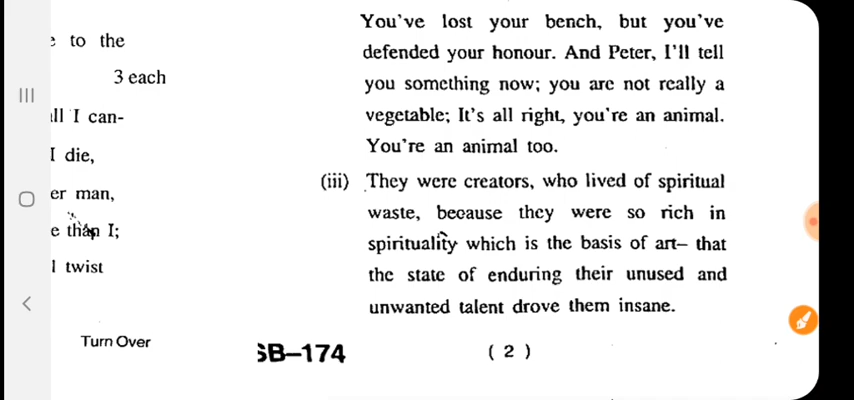 e to the
3 each
ll I can-
I die,
er man,
e than I;
l twist
Turn Over
You've lost your bench, but you've
defended your honour. And Peter, I'll tell
you something now; you are not really a
vegetable; It's all right, you're an animal.
You're an animal too.
(iii) They were creators, who lived of spiritual
waste, because they were so rich in
spirituality which is the basis of art– that
the state of enduring their unused and
unwanted talent drove them insane.
SB–174 ( 2 )